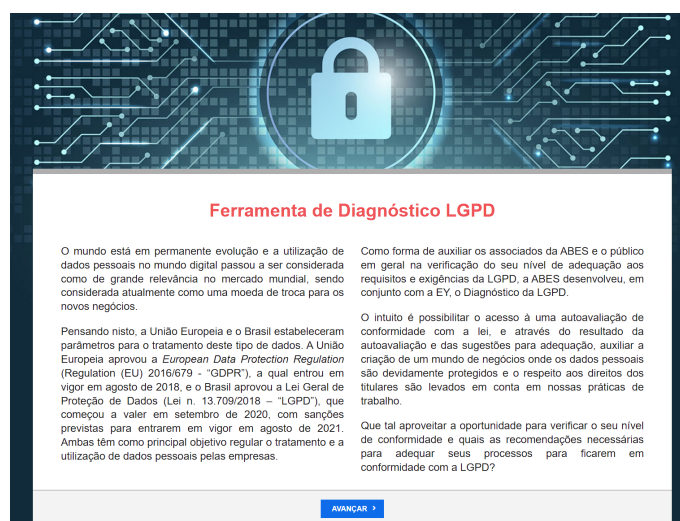 Ferramenta de Diagnóstico LGPD
O mundo está em permanente evolução e a utilização de
dados pessoais no mundo digital passou a ser considerada
como de grande relevância no mercado mundial, sendo
considerada atualmente como uma moeda de troca para os
novos negócios.
Pensando nisto, a União Europeia e o Brasil estabeleceram
parâmetros para o tratamento deste tipo de dados. A União
Europeia aprovou a European Data Protection Regulation
(Regulation (EU) 2016/679 - “GDPR”), a qual entrou em
vigor em agosto de 2018, e o Brasil aprovou a Lei Geral de
Proteção de Dados (Lei n. 13.709/2018 – “LGPD”), que
começou a valer em setembro de 2020, com sanções
previstas para entrarem em vigor em agosto de 2021.
Ambas têm como principal objetivo regular o tratamento e a
utilização de dados pessoais pelas empresas.
Como forma de auxiliar os associados da ABES e o público
em geral na verificação do seu nível de adequação aos
requisitos e exigências da LGPD, a ABES desenvolveu, em
conjunto com a EY, o Diagnóstico da LGPD.
O intuito é possibilitar o acesso à uma autoavaliação de
conformidade com a lei, e através do resultado da
autoavaliação e das sugestões para adequação, auxiliar a
criação de um mundo de negócios onde os dados pessoais
são devidamente protegidos e o respeito aos direitos dos
titulares são levados em conta em nossas práticas de
trabalho.
Que tal aproveitar a oportunidade para verificar o seu nível
de conformidade e quais as recomendações necessárias
para adequar seus processos para ficarem em
conformidade com a LGPD?
AVANÇAR >